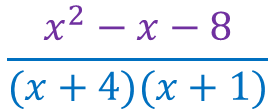 x² − x − 8
(x + 4)(x + 1)